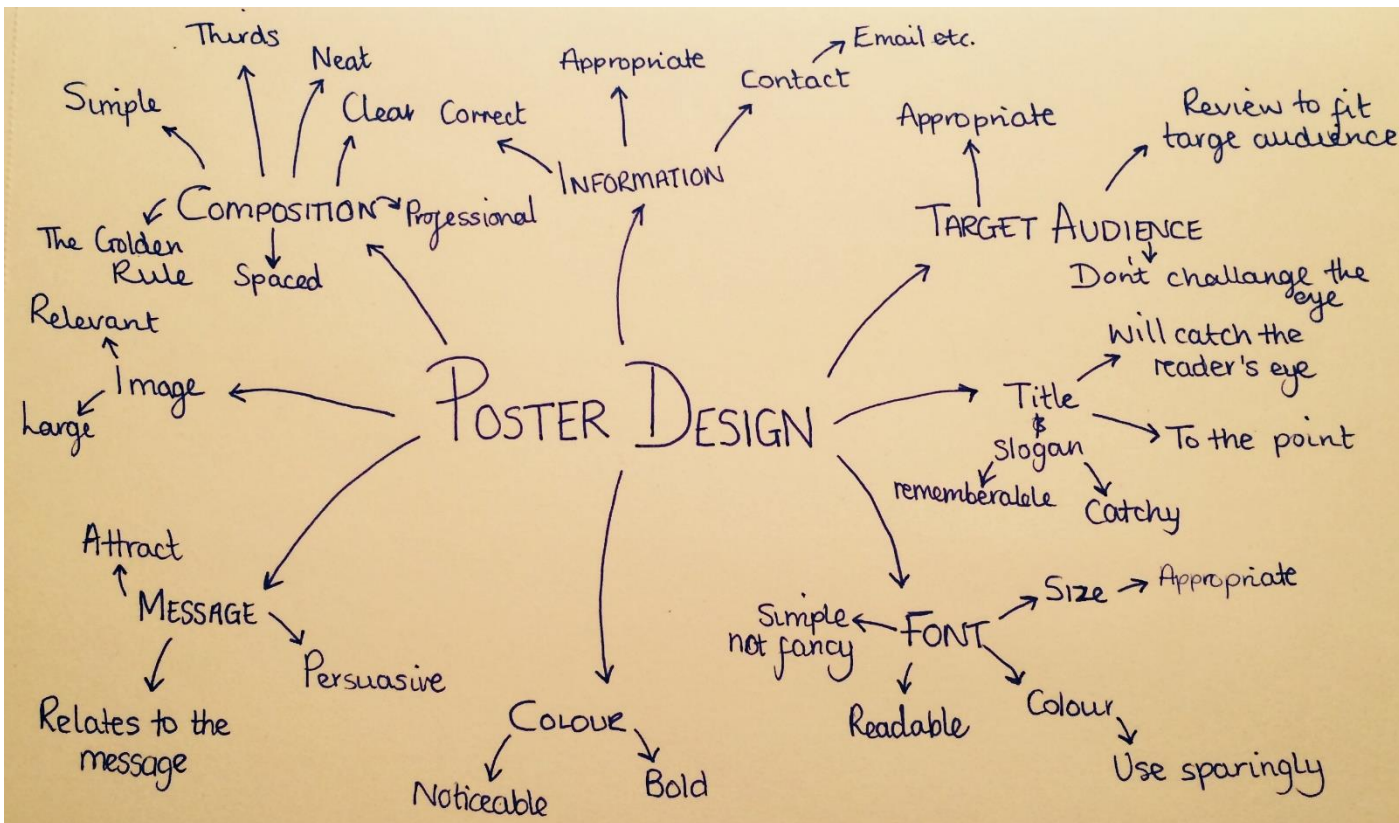 Thirds
Neat
Simple
Clear
COMPOSITION
Professional
The Golden
Rule
Spaced
Correct
Appropriate
Contact
Email etc.
INFORMATION
Appropriate
Review to fit
targe audience
TARGET AUDIENCE
Don't challange the
eye
Relevant
Image
Large
POSTER DESIGN
Title
&
Slogan
Will catch the
reader's eye
To the point
rememberable
Catchy
Attract
MESSAGE
Persuasive
Relates to the
message
COLOUR
Noticeable
Bold
FONT
Simple
not fancy
Size
Appropriate
Readable
Colour
Use sparingly